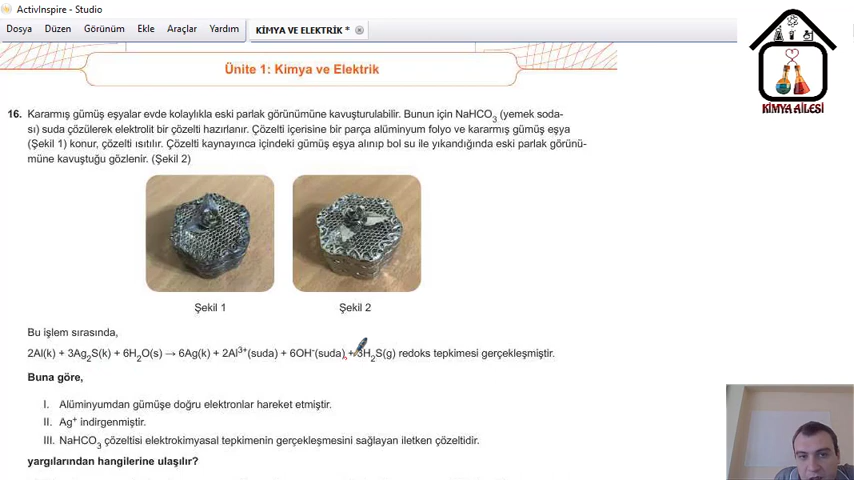 ActivInspire - Studio
Dosya Düzen Görünüm Ekle Araçlar Yardım KİMYA VE ELEKTRİK *
Ünite 1: Kimya ve Elektrik
KİMYA AİLESİ
16. Kararmış gümüş eşyalar evde kolaylıkla eski parlak görünümüne kavuşturulabilir. Bunun için NaHCO3 (yemek soda-
sı) suda çözülerek elektrolit bir çözelti hazırlanır. Çözelti içerisine bir parça alüminyum folyo ve kararmış gümüş eşya
(Şekil 1) konur, çözelti ısıtılır. Çözelti kaynayınca içindeki gümüş eşya alınıp bol su ile yıkandığında eski parlak görünü-
müne kavuştuğu gözlenir. (Şekil 2)
Şekil 1 Şekil 2
Bu işlem sırasında,
2Al(k) + 3Ag2S(k) + 6H2O(s) → 6Ag(k) + 2Al3+(suda) + 6OH-(suda) + 3H2S(g) redoks tepkimesi gerçekleşmiştir.
Buna göre,
I. Alüminyumdan gümüşe doğru elektronlar hareket etmiştir.
II. Ag+ indirgenmiştir.
III. NaHCO3 çözeltisi elektrokimyasal tepkimenin gerçekleşmesini sağlayan iletken çözeltidir.
yargılarından hangilerine ulaşılır?